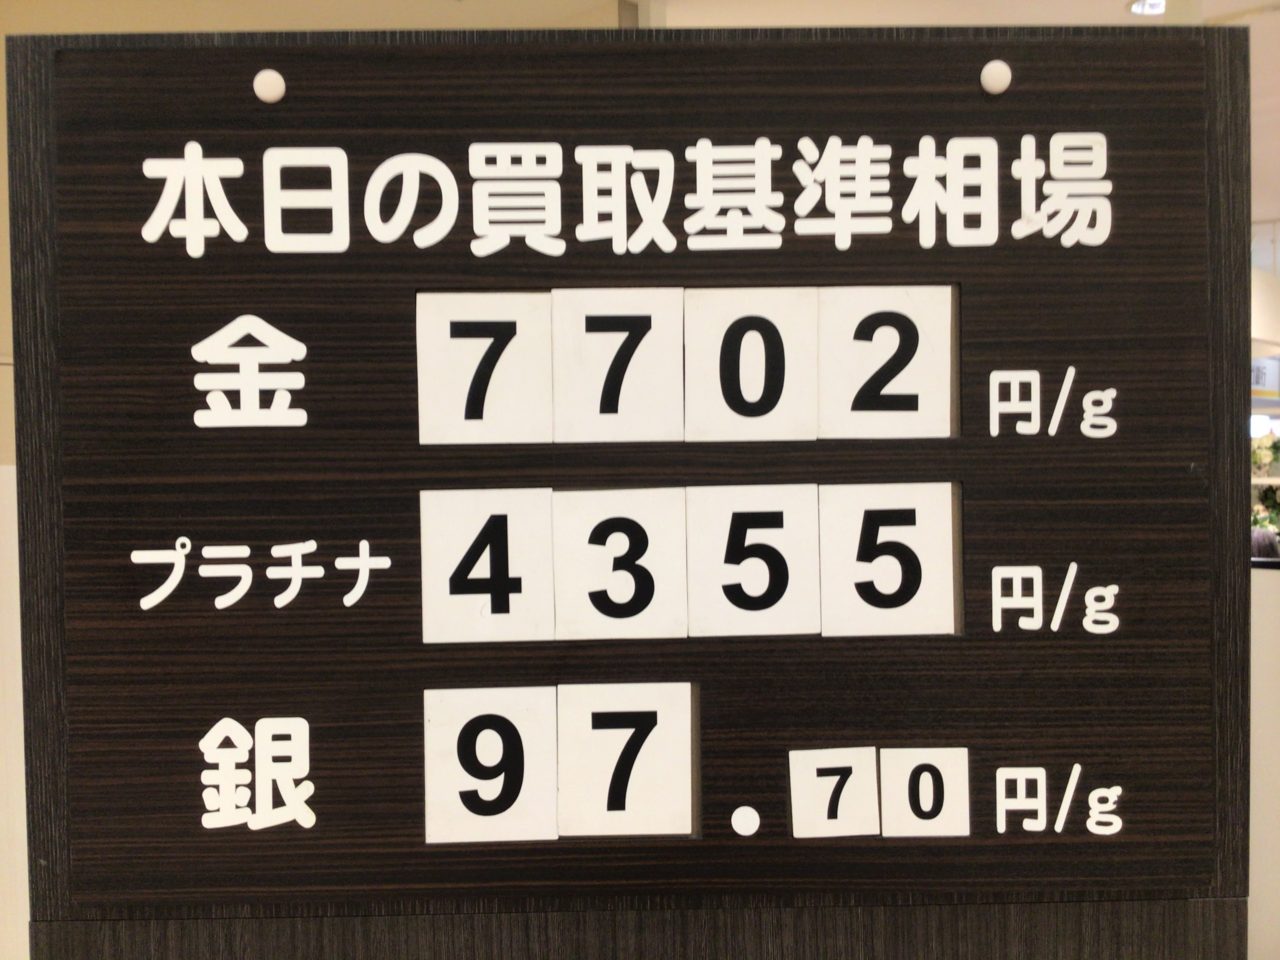 本日の買取基準相場
金 7702 円/g
プラチナ 4355 円/g
銀 97.70 円/g